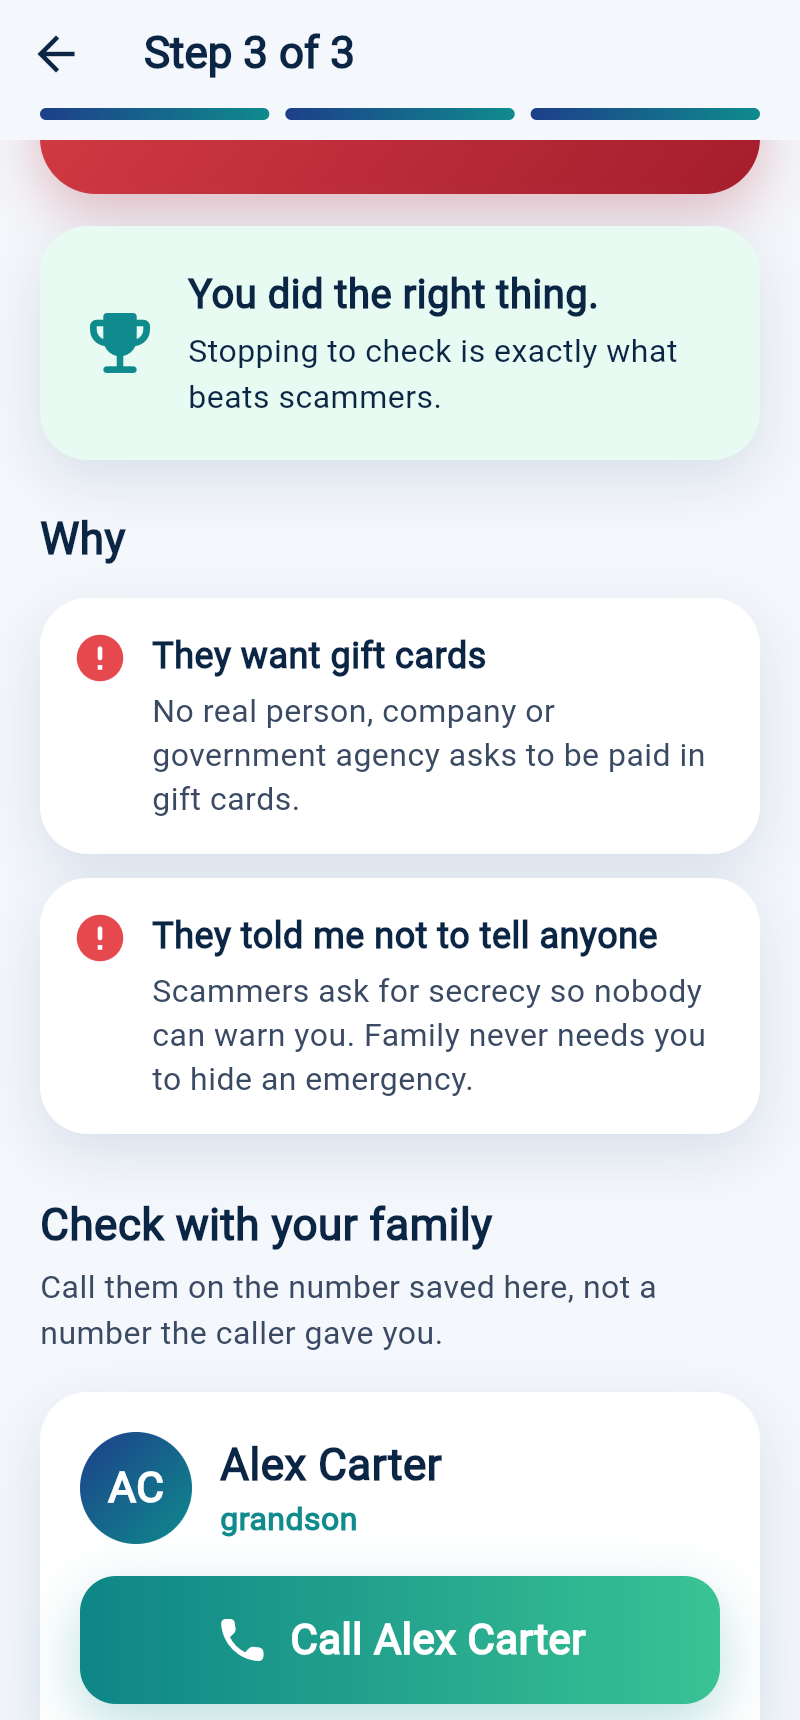 Step 3 of 3
You did the right thing.
Stopping to check is exactly what
beats scammers.
Why
They want gift cards
No real person, company or
government agency asks to be paid in
gift cards.
They told me not to tell anyone
Scammers ask for secrecy so nobody
can warn you. Family never needs you
to hide an emergency.
Check with your family
Call them on the number saved here, not a
number the caller gave you.
AC
Alex Carter
grandson
Call Alex Carter